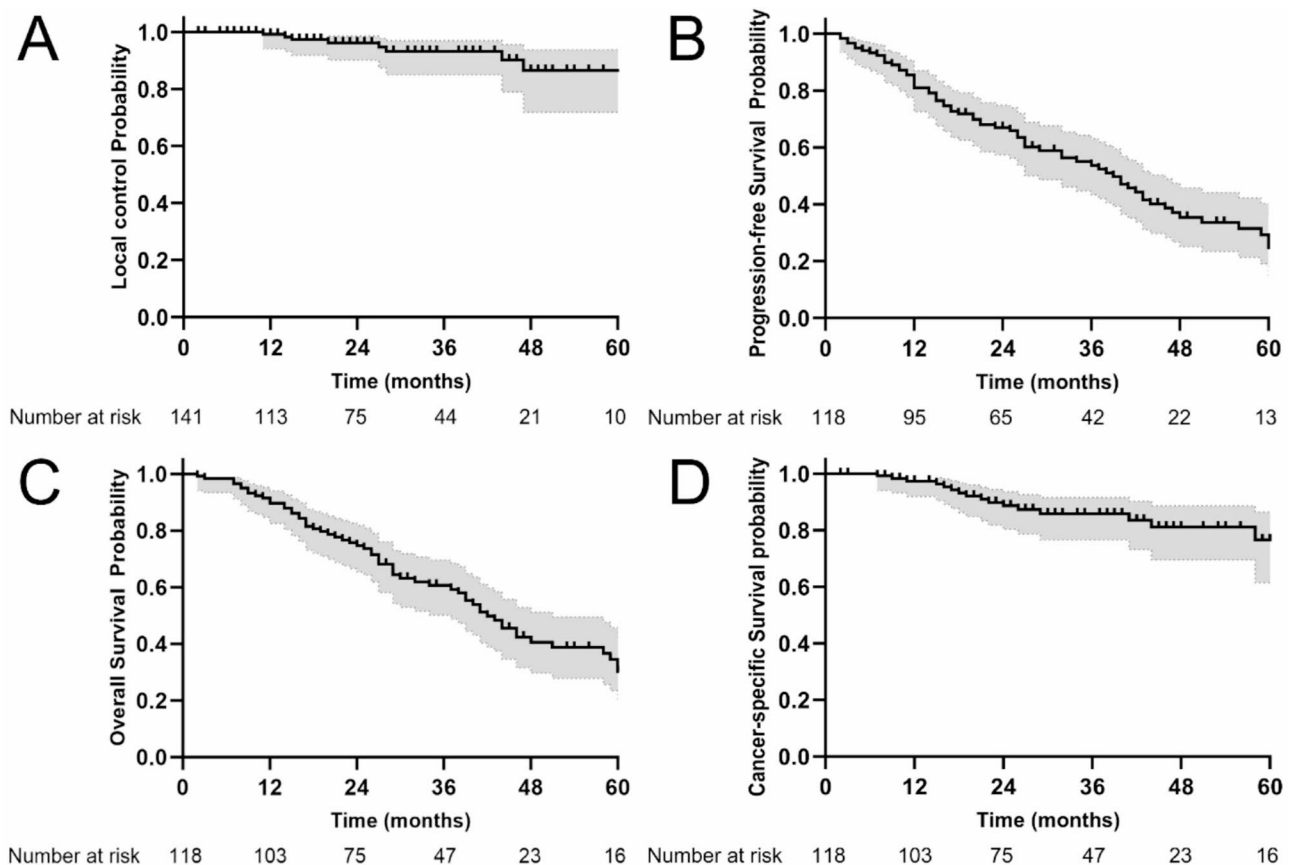 A
Local control Probability
1.0
0.8
0.6
0.4
0.2
0.0
0 12 24 36 48 60
Time (months)
Number at risk 141 113 75 44 21 10
B
Progression-free Survival Probability
1.0
0.8
0.6
0.4
0.2
0.0
0 12 24 36 48 60
Time (months)
Number at risk 118 95 65 42 22 13
C
Overall Survival Probability
1.0
0.8
0.6
0.4
0.2
0.0
0 12 24 36 48 60
Time (months)
Number at risk 118 103 75 47 23 16
D
Cancer-specific Survival probability
1.0
0.8
0.6
0.4
0.2
0.0
0 12 24 36 48 60
Time (months)
Number at risk 118 103 75 47 23 16